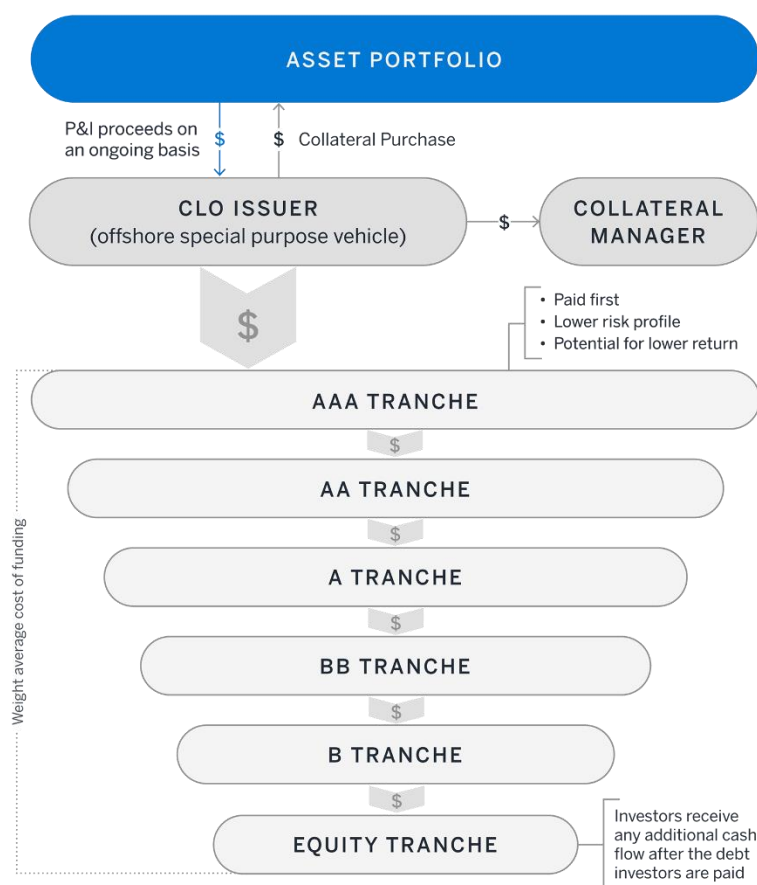 ASSET PORTFOLIO
P&I proceeds on
an ongoing basis
$
$
Collateral Purchase
CLO ISSUER
(offshore special purpose vehicle)
$
COLLATERAL
MANAGER
$
• Paid first
• Lower risk profile
• Potential for lower return
Weight average cost of funding
AAA TRANCHE
$
AA TRANCHE
$
A TRANCHE
$
BB TRANCHE
$
B TRANCHE
$
EQUITY TRANCHE
Investors receive
any additional cash
flow after the debt
investors are paid